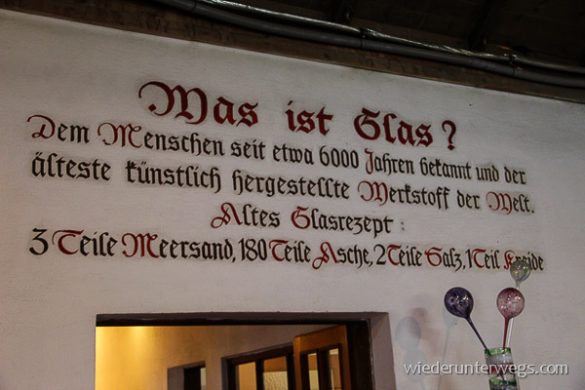 Was ist Glas?
Dem Menschen seit etwa 6000 Jahren bekannt und der
älteste künstlich hergestellte Werkstoff der Welt.
Altes Glasrezept:
3 Teile Meersand, 180 Teile Asche, 2 Teile Salz, 1 Teil Kreide
wiederunterwegs.com